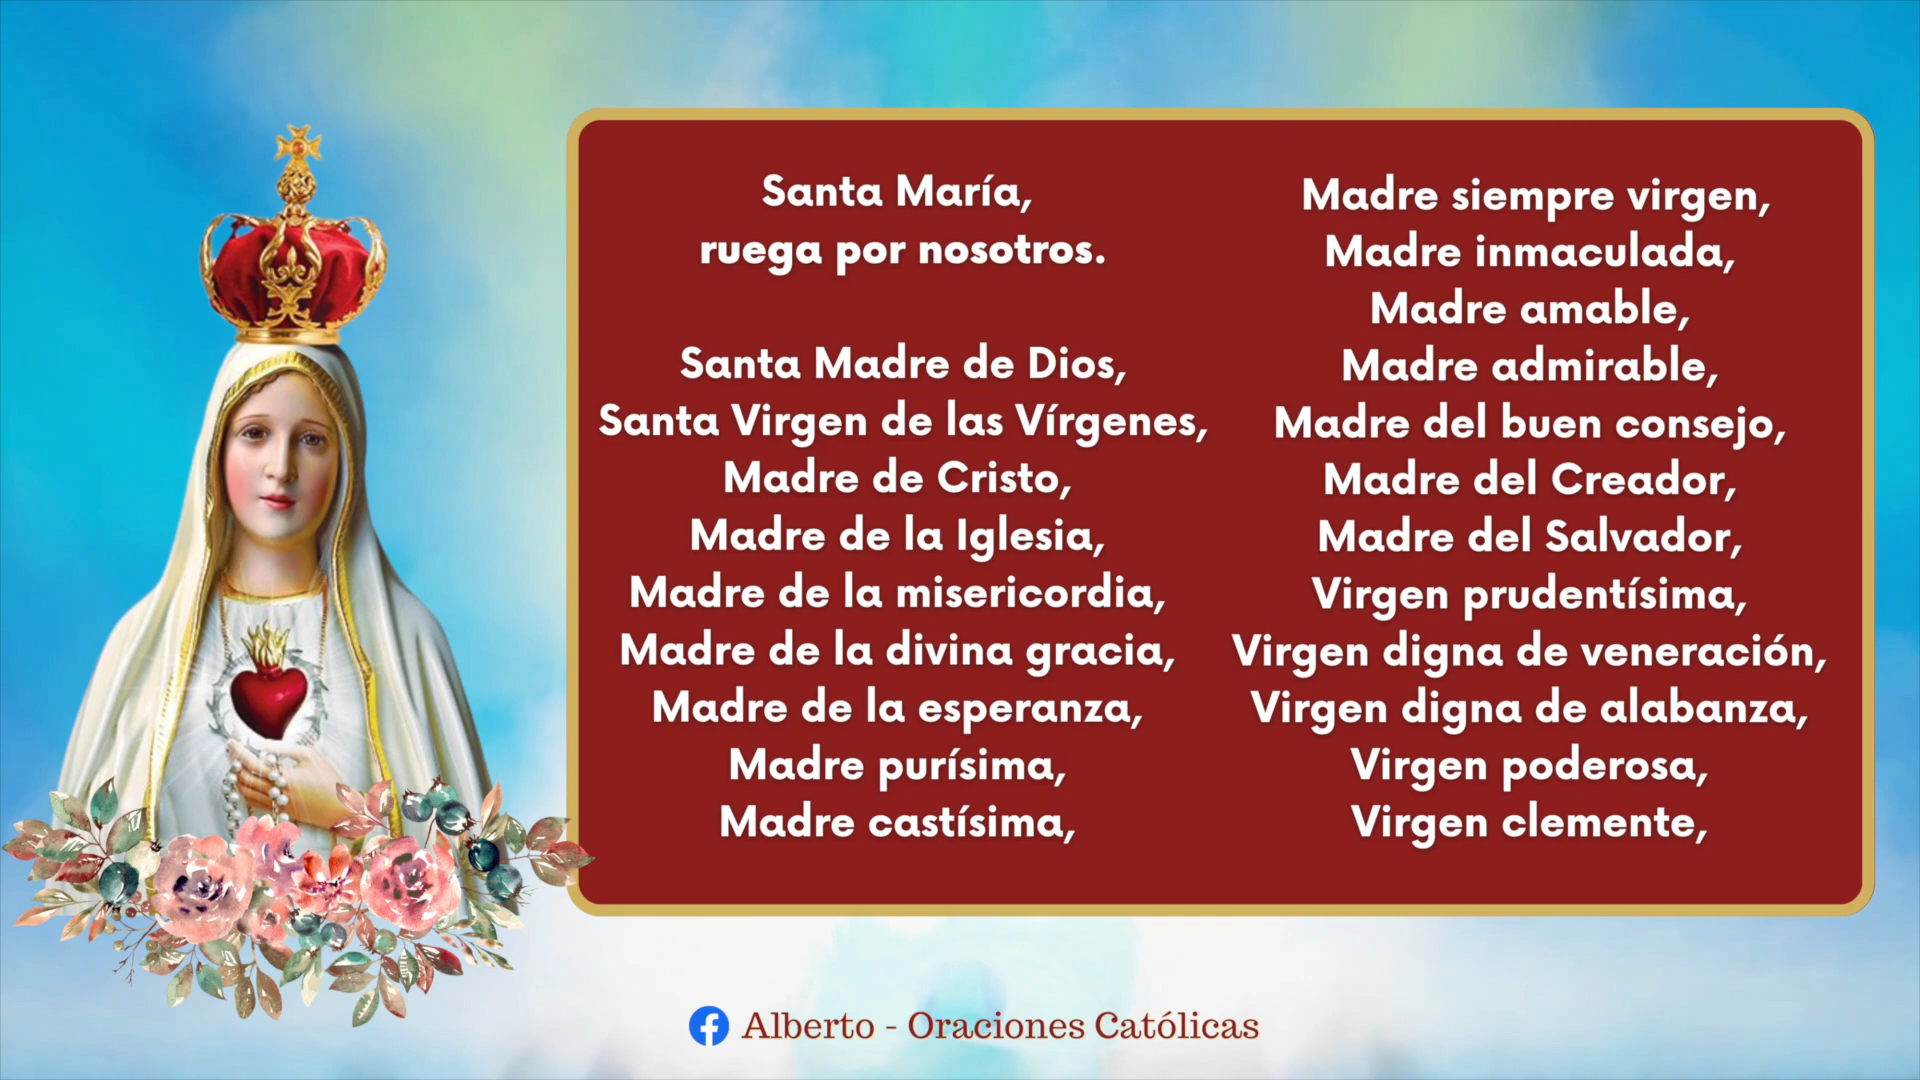 Santa María,
ruega por nosotros.
Santa Madre de Dios,
Santa Virgen de las Vírgenes,
Madre de Cristo,
Madre de la Iglesia,
Madre de la misericordia,
Madre de la divina gracia,
Madre de la esperanza,
Madre purísima,
Madre castísima,
Madre siempre virgen,
Madre inmaculada,
Madre amable,
Madre admirable,
Madre del buen consejo,
Madre del Creador,
Madre del Salvador,
Virgen prudentísima,
Virgen digna de veneración,
Virgen digna de alabanza,
Virgen poderosa,
Virgen clemente,
Alberto - Oraciones Católicas